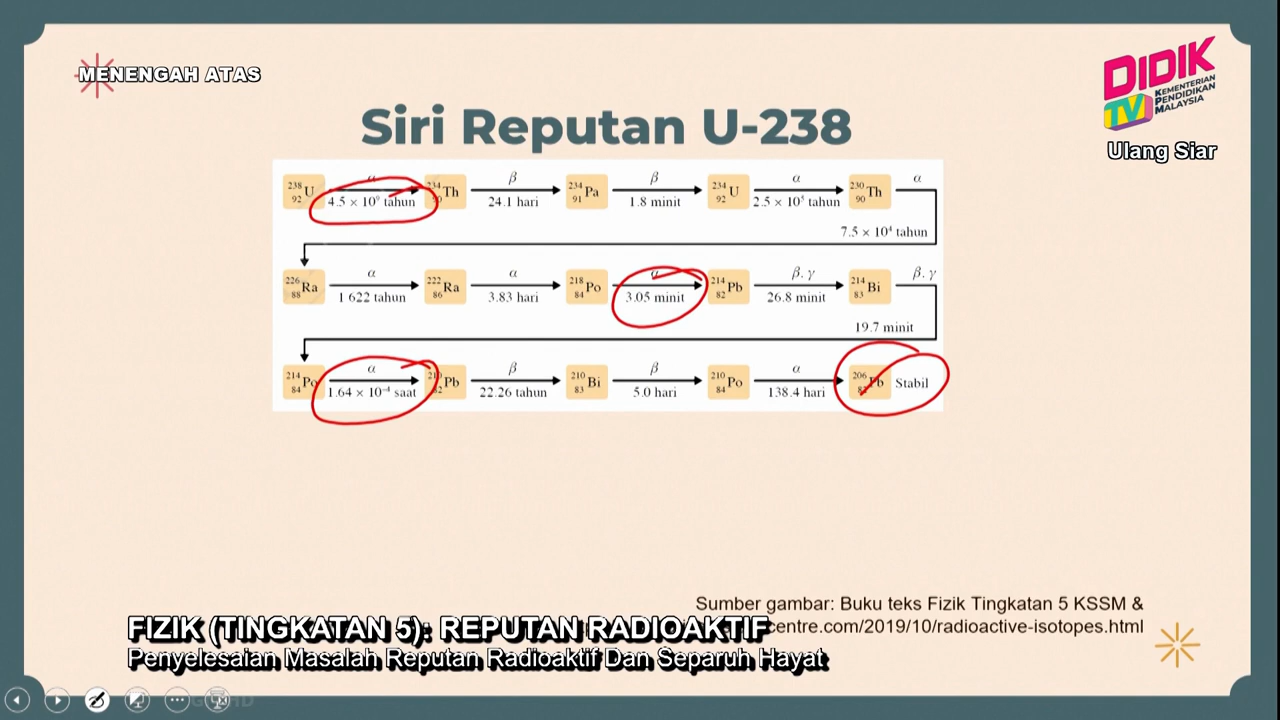 MENENGAH ATAS
DIDIK
TV KEMENTERIAN
PENDIDIKAN
MALAYSIA
Ulang Siar
Siri Reputan U-238
238 92 U α 4.5 × 10⁹ tahun 234 90 Th β 24.1 hari 234 91 Pa β 1.8 minit 234 92 U α 2.5 × 10⁵ tahun 230 90 Th α
7.5 × 10⁴ tahun
226 88 Ra α 1 622 tahun 222 86 Ra α 3.83 hari 218 84 Po α 3.05 minit 214 82 Pb β. γ 26.8 minit 214 83 Bi β. γ
19.7 minit
214 84 Po α 1.64 × 10⁻⁴ saat Pb β 22.26 tahun 210 83 Bi β 5.0 hari 210 84 Po α 138.4 hari 206 82 Pb Stabil
Sumber gambar: Buku teks Fizik Tingkatan 5 KSSM &
centre.com/2019/10/radioactive-isotopes.html
FIZIK (TINGKATAN 5): REPUTAN RADIOAKTIF
Penyelesaian Masalah Reputan Radioaktif Dan Separuh Hayat